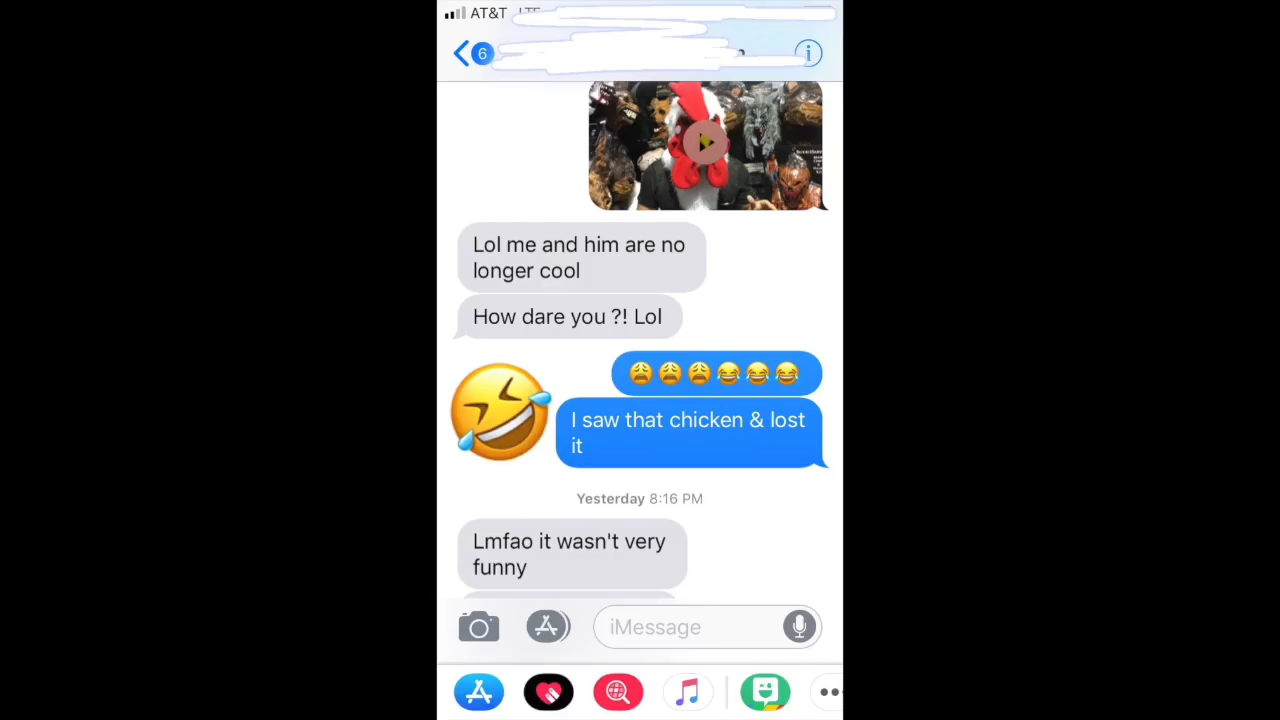 AT&T
6
Lol me and him are no
longer cool
How dare you ?! Lol
😩😩😩😂😂😂
I saw that chicken & lost
it
Yesterday 8:16 PM
Lmfao it wasn't very
funny
iMessage